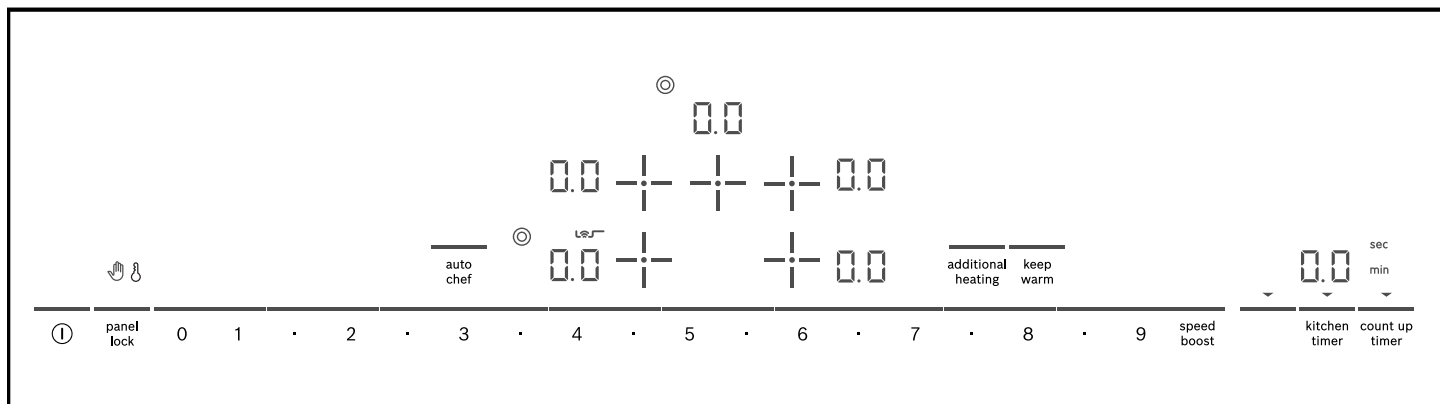 0.0
0.0
0.0
0.0
0.0
auto
chef
additional
heating
keep
warm
0.0
sec
min
panel
lock
0 1 · 2 · 3 · 4 · 5 · 6 · 7 · 8 · 9
speed
boost
kitchen
timer
count up
timer